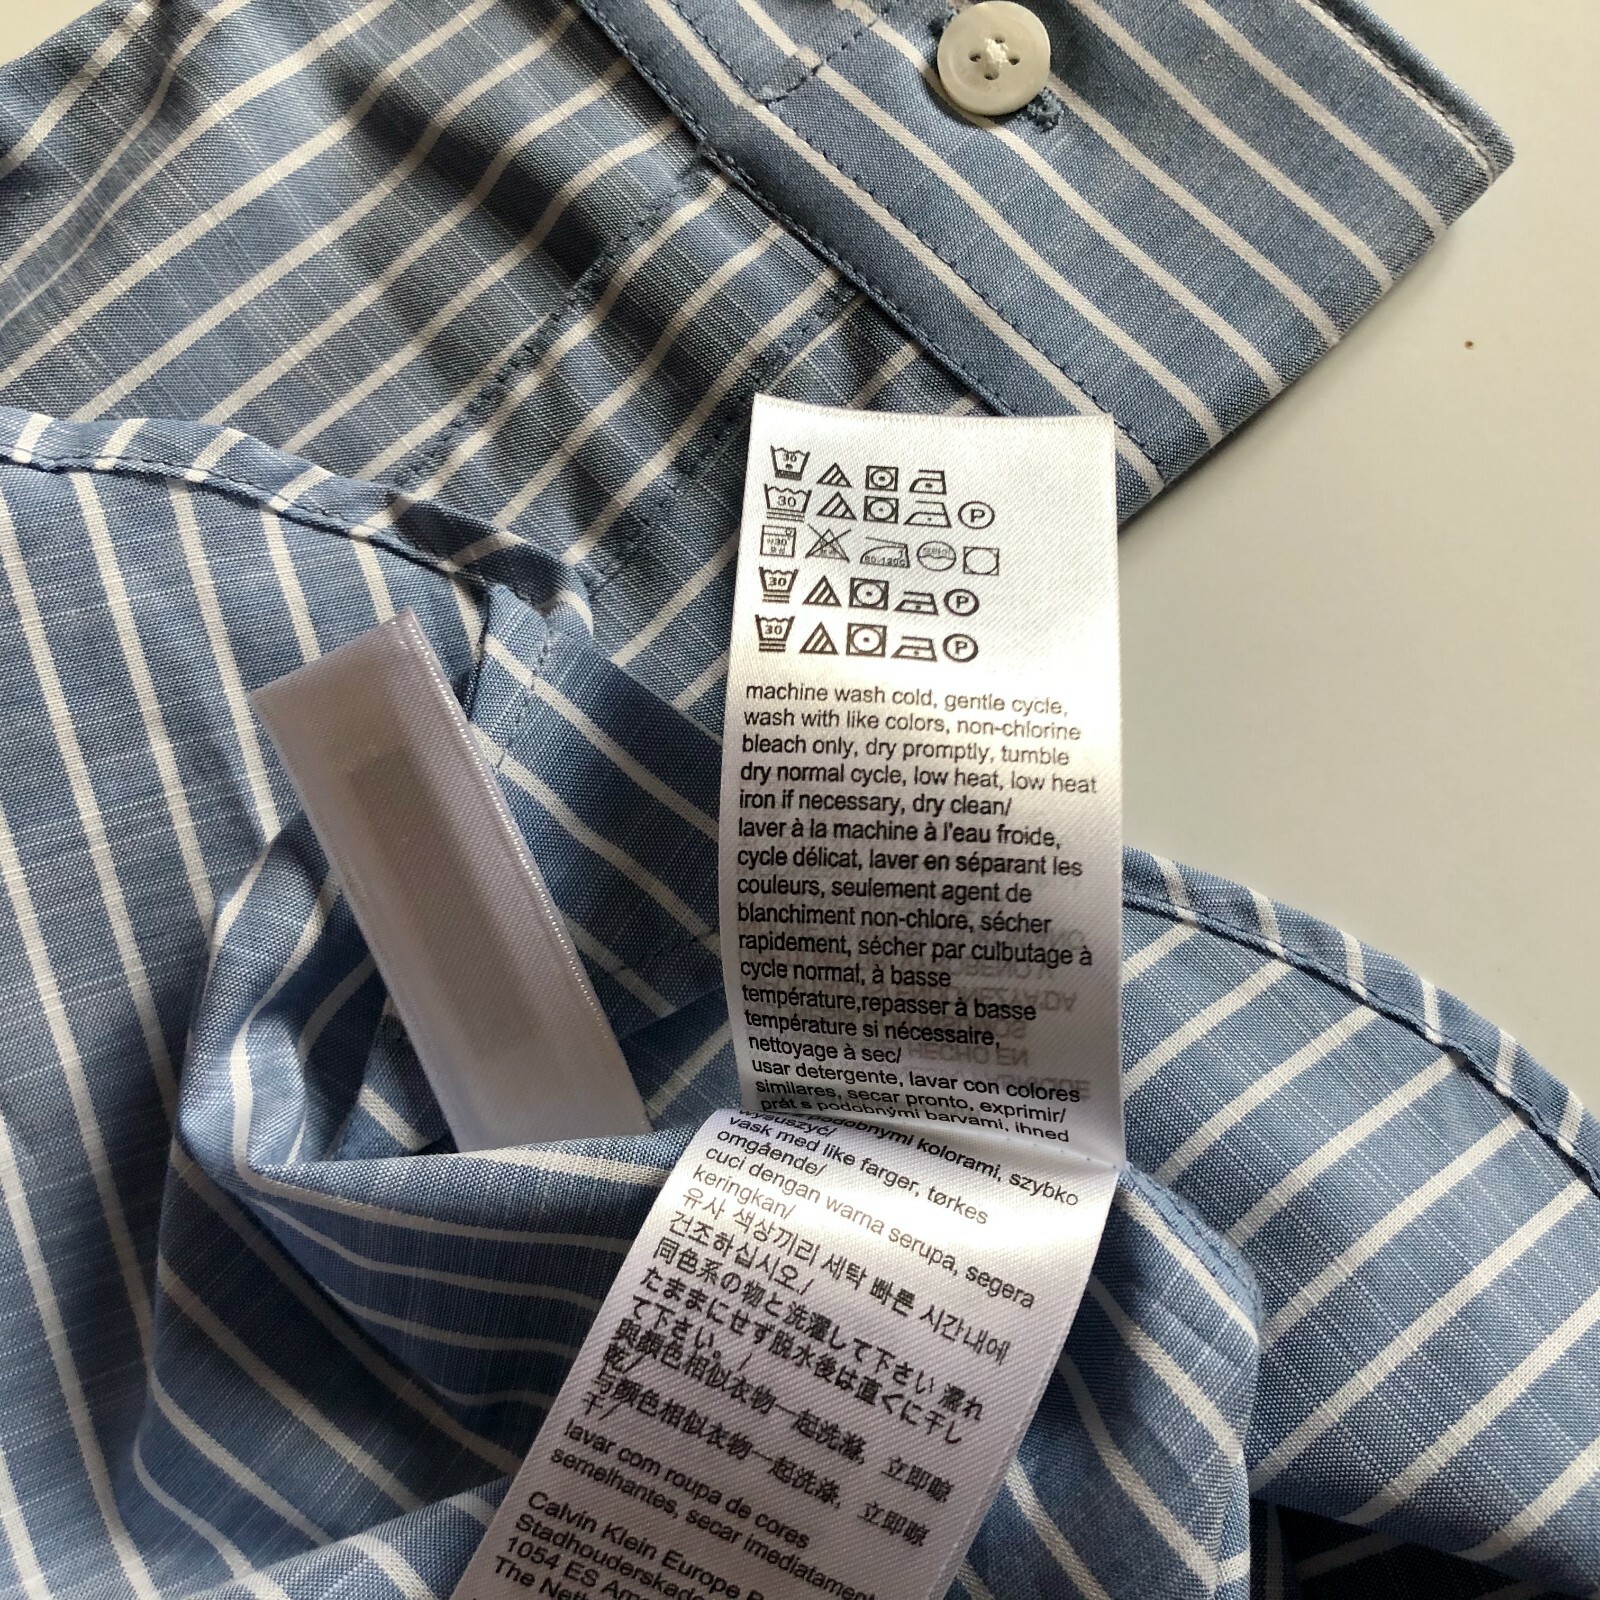 30
30 P
30 P
30 P
machine wash cold, gentle cycle,
wash with like colors, non-chlorine
bleach only, dry promptly, tumble
dry normal cycle, low heat, low heat
iron if necessary, dry clean/
laver à la machine à l'eau froide,
cycle délicat, laver en séparant les
couleurs, seulement agent de
blanchiment non-chlore, sécher
rapidement, sécher par culbutage à
cycle normal, à basse
température,repasser à basse
température si nécessaire,
nettoyage à sec/
usar detergente, lavar con colores
similares, secar pronto, exprimir/
prát s podobnými barvami, ihned
podobnymi kolorami, szybko
wysuszyć/
vask med like farger, tørkes
omgående/
cuci dengan warna serupa, segera
keringkan/
유사 색상끼리 세탁 빠른 시간내에
건조하십시오./
同色系の物と洗濯して下さい 濡れ
たままにせず脱水後は直ぐに干し
て下さい。/
與顏色相似衣物一起洗滌, 立即晾
乾/
与颜色相似衣物一起洗涤, 立即晾
干/
lavar com roupa de cores
semelhantes, secar imediatament
Calvin Klein Europe
Stadhouderskade
1054 ES
The